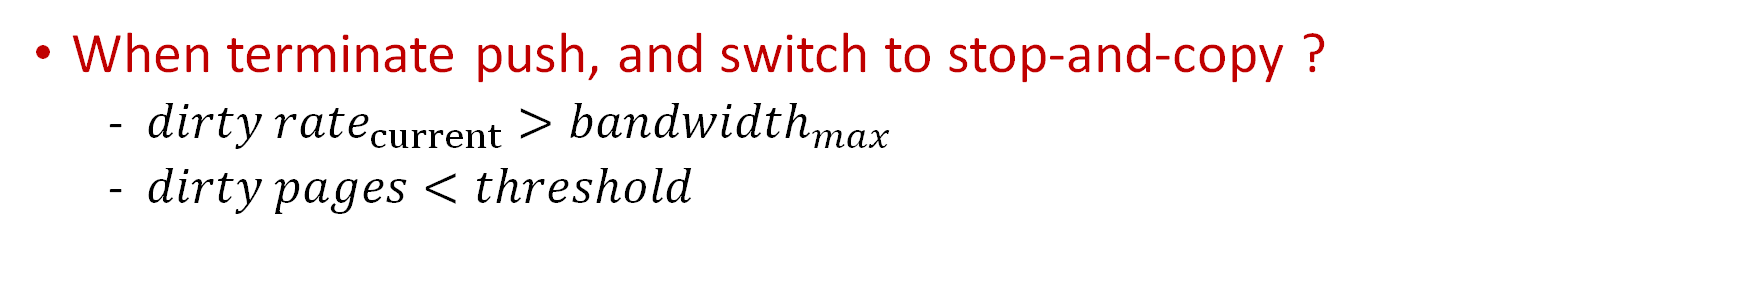 • When terminate push, and switch to stop-and-copy ?
- dirty rate_current > bandwidth_max
- dirty pages < threshold